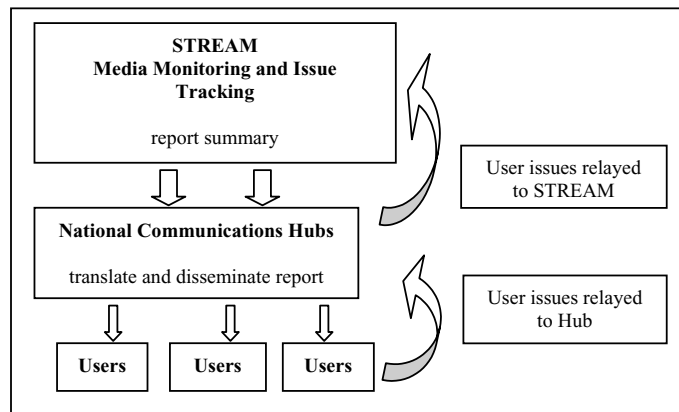 STREAM
Media Monitoring and Issue
Tracking
report summary
User issues relayed
to STREAM
National Communications Hubs
translate and disseminate report
User issues relayed
to Hub
Users
Users
Users